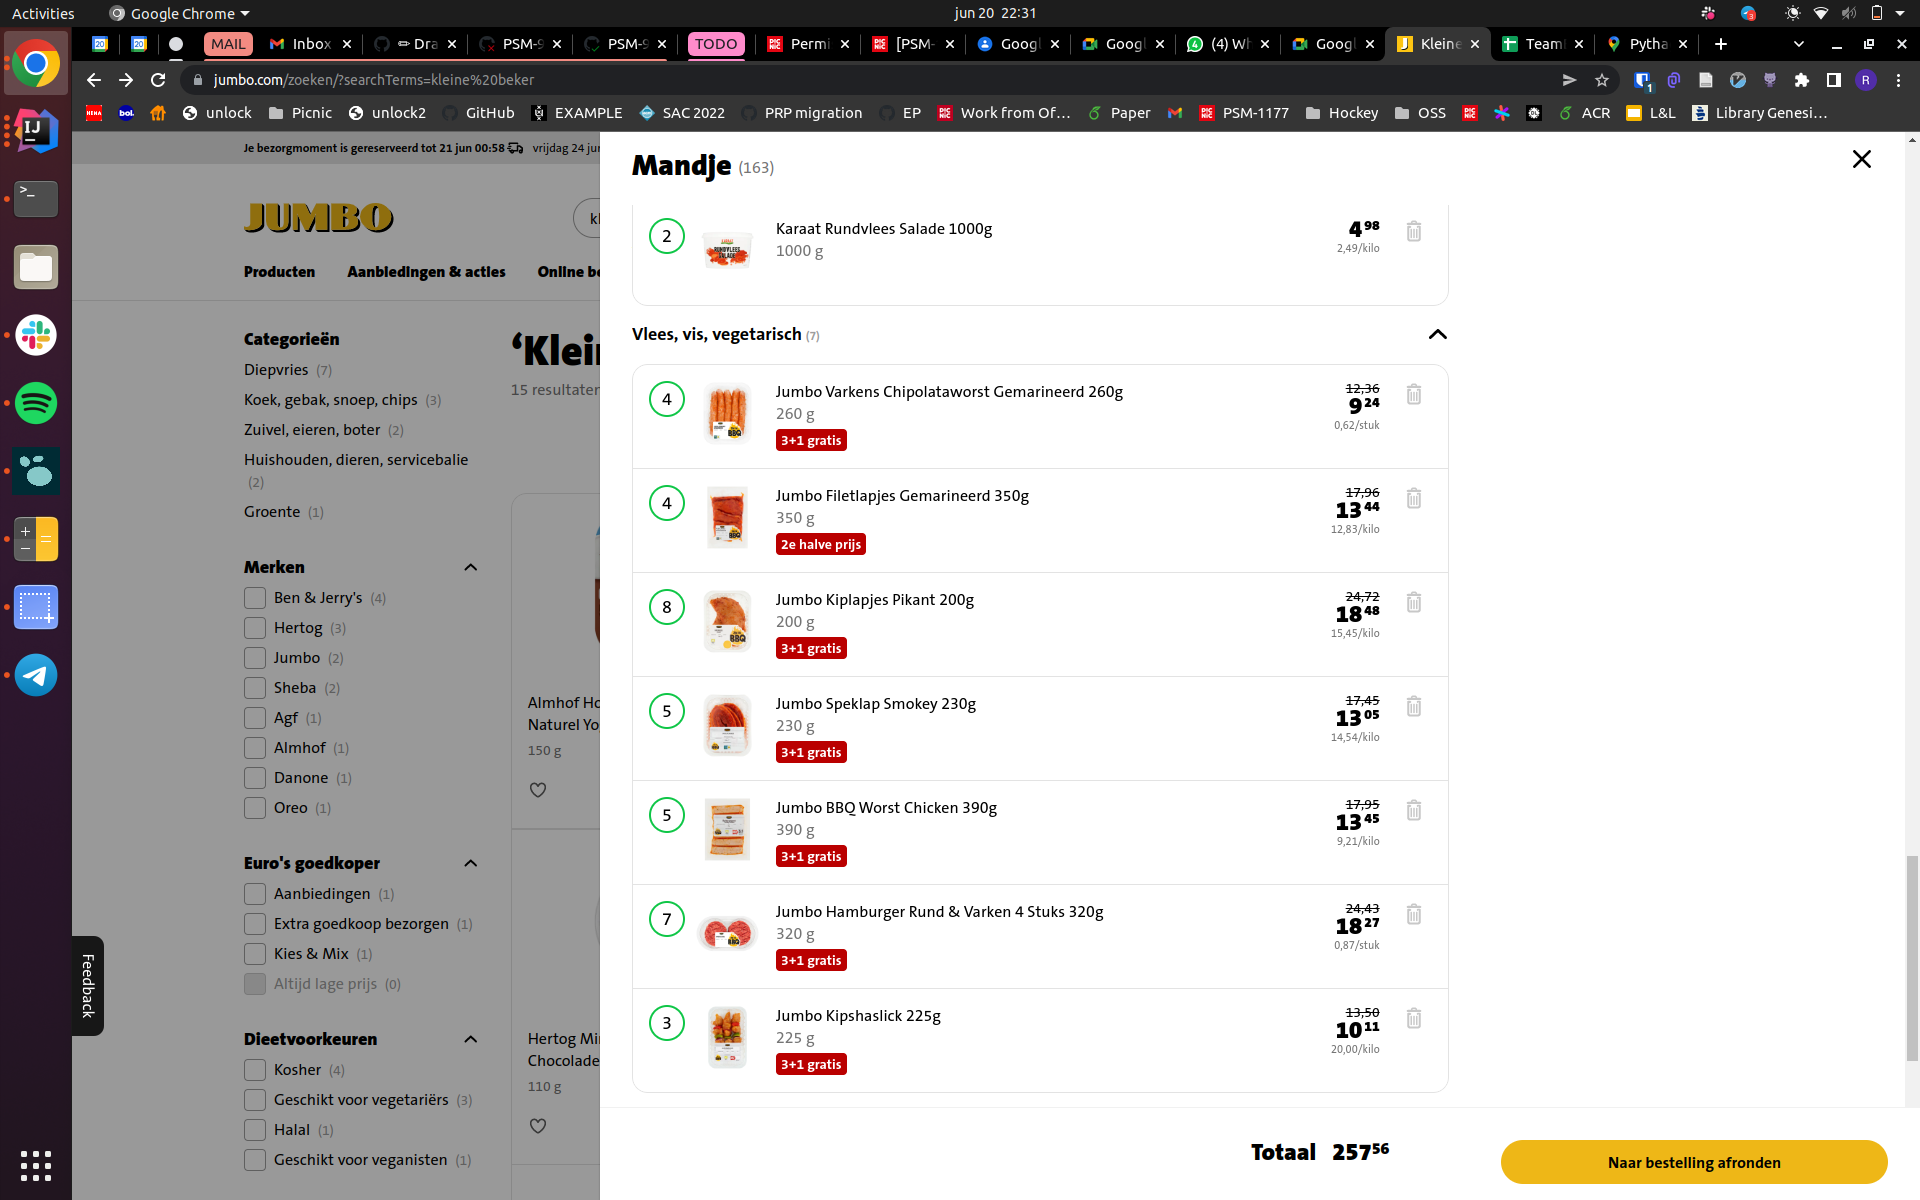 Activities
Google Chrome
jun 20 22:31
MAIL
Inbox
Dra
PSM-9
PSM-9
TODO
Permi
[PSM-
Googl
Googl
(4) Wh
Googl
Kleine
Team
Pytha
jumbo.com/zoeken/?searchTerms=kleine%20beker
unlock
Picnic
unlock2
GitHub
EXAMPLE
SAC 2022
PRP migration
EP
Work from Of...
Paper
PSM-1177
Hockey
OSS
ACR
L&L
Library Genesi...
Je bezorgmoment is gereserveerd tot 21 jun 00:58
vrijdag 24 jun
JUMBO
kl
Producten
Aanbiedingen & acties
Online be
Categorieën
Diepvries (7)
Koek, gebak, snoep, chips (3)
Zuivel, eieren, boter (2)
Huishouden, dieren, servicebalie
(2)
Groente (1)
Merken
Ben & Jerry's (4)
Hertog (3)
Jumbo (2)
Sheba (2)
Agf (1)
Almhof (1)
Danone (1)
Oreo (1)
Euro's goedkoper
Aanbiedingen (1)
Extra goedkoop bezorgen (1)
Kies & Mix (1)
Altijd lage prijs (0)
Dieetvoorkeuren
Kosher (4)
Geschikt voor vegetariërs (3)
Halal (1)
Geschikt voor veganisten (1)
Feedback
‘Klei
15 resultaten
Almhof Ho
Naturel Yo
150 g
Hertog Mi
Chocolade
110 g
Mandje (163)
2
Karaat Rundvlees Salade 1000g
1000 g
4 98
2,49/kilo
Vlees, vis, vegetarisch (7)
4
Jumbo Varkens Chipolataworst Gemarineerd 260g
260 g
3+1 gratis
12,36
9 24
0,62/stuk
4
Jumbo Filetlapjes Gemarineerd 350g
350 g
2e halve prijs
17,96
13 44
12,83/kilo
8
Jumbo Kiplapjes Pikant 200g
200 g
3+1 gratis
24,72
18 48
15,45/kilo
5
Jumbo Speklap Smokey 230g
230 g
3+1 gratis
17,45
13 05
14,54/kilo
5
Jumbo BBQ Worst Chicken 390g
390 g
3+1 gratis
17,95
13 45
9,21/kilo
7
Jumbo Hamburger Rund & Varken 4 Stuks 320g
320 g
3+1 gratis
24,43
18 27
0,87/stuk
3
Jumbo Kipshaslick 225g
225 g
3+1 gratis
13,50
10 11
20,00/kilo
Totaal 257 56
Naar bestelling afronden